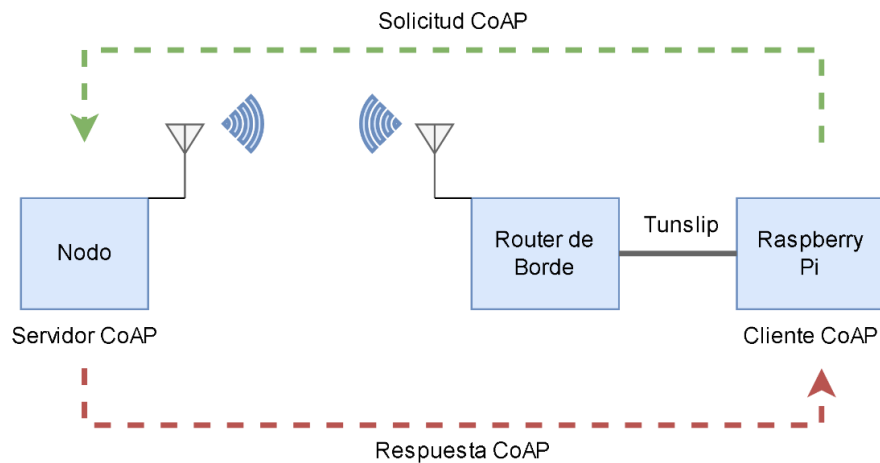 Solicitud CoAP
Nodo
Router de
Borde
Tunslip
Raspberry
Pi
Servidor CoAP
Cliente CoAP
Respuesta CoAP